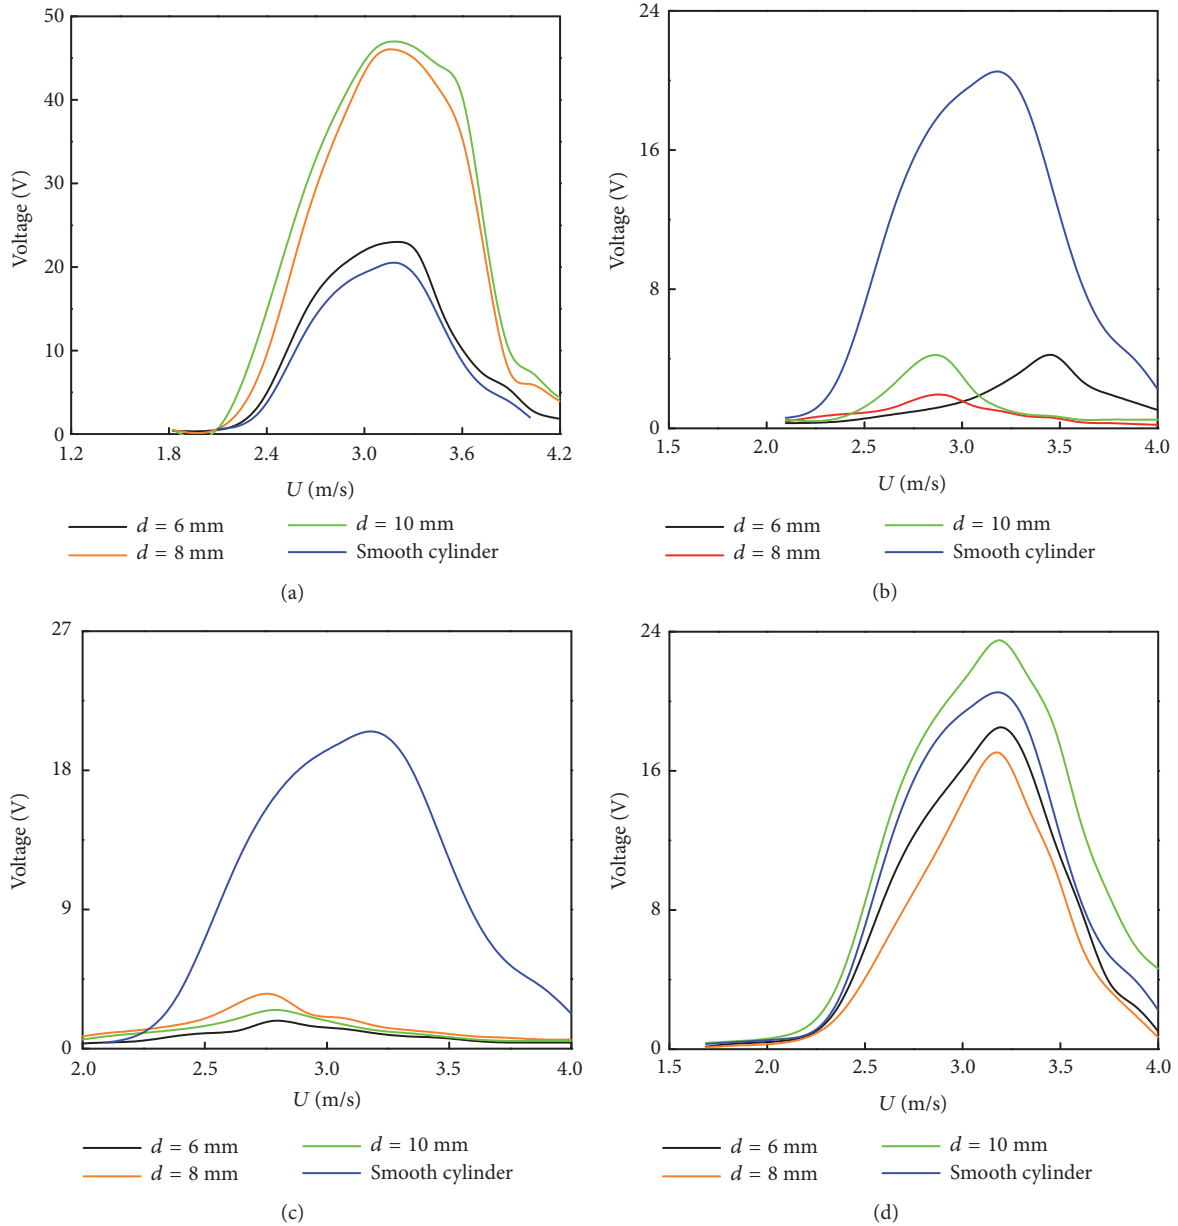 50
40
30
20
10
0
Voltage (V)
1.2 1.8 2.4 3.0 3.6 4.2
U (m/s)
d = 6 mm d = 10 mm
d = 8 mm Smooth cylinder
(a)
24
16
8
0
Voltage (V)
1.5 2.0 2.5 3.0 3.5 4.0
U (m/s)
d = 6 mm d = 10 mm
d = 8 mm Smooth cylinder
(b)
27
18
9
0
Voltage (V)
2.0 2.5 3.0 3.5 4.0
U (m/s)
d = 6 mm d = 10 mm
d = 8 mm Smooth cylinder
(c)
24
16
8
0
Voltage (V)
1.5 2.0 2.5 3.0 3.5 4.0
U (m/s)
d = 6 mm d = 10 mm
d = 8 mm Smooth cylinder
(d)